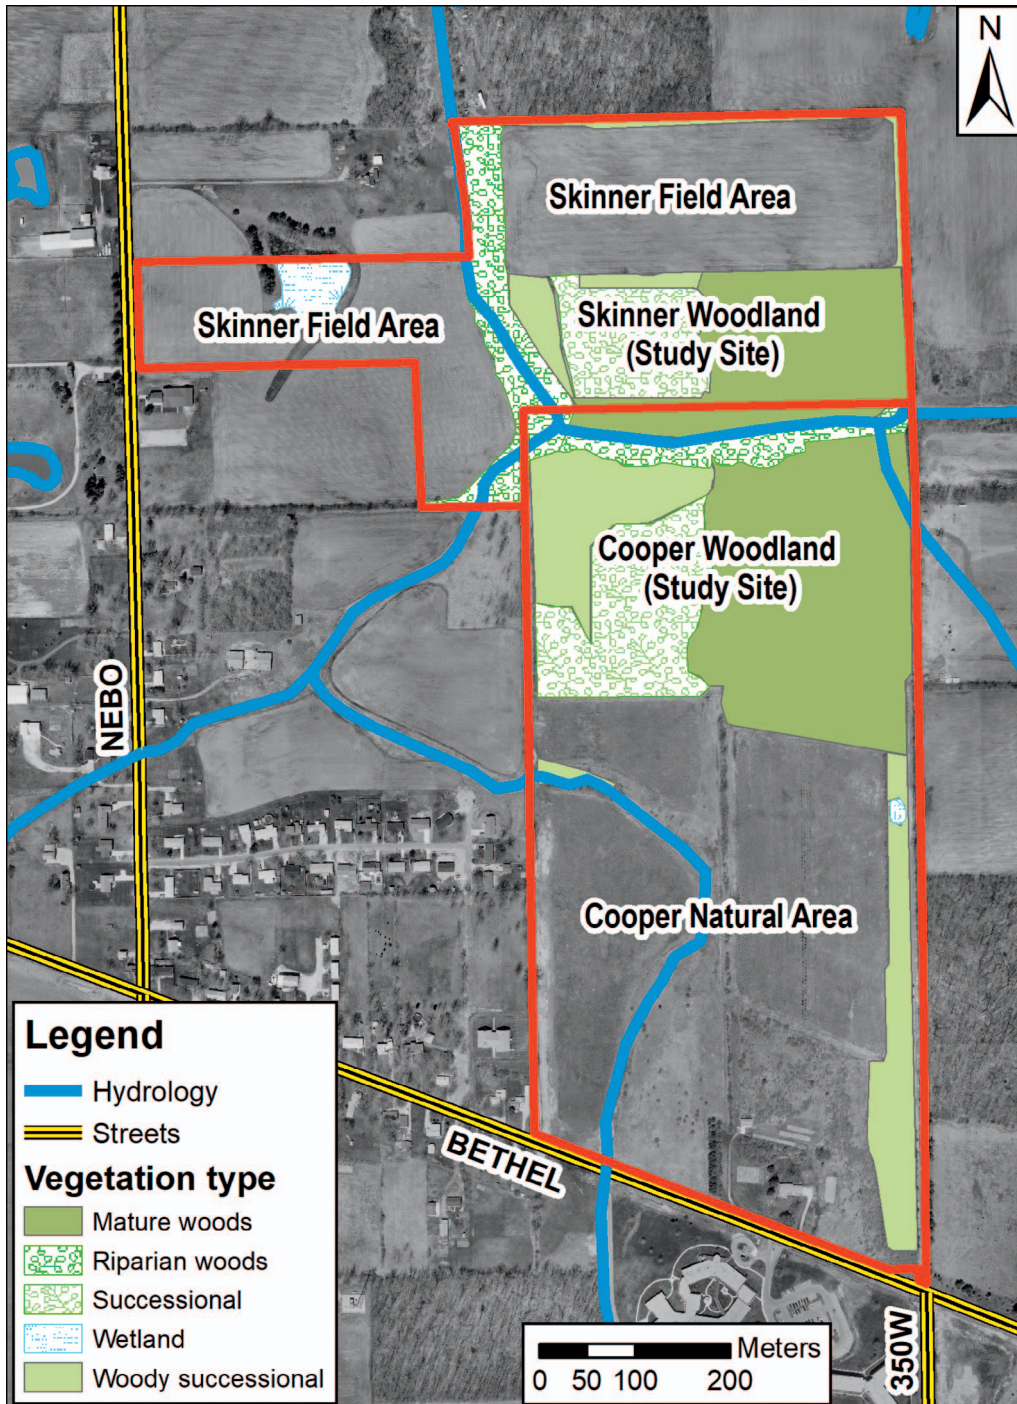 N
Skinner Field Area
Skinner Field Area
Skinner Woodland
(Study Site)
Cooper Woodland
(Study Site)
NEBO
Cooper Natural Area
BETHEL
350W
Legend
Hydrology
Streets
Vegetation type
Mature woods
Riparian woods
Successional
Wetland
Woody successional
Meters
0 50 100 200